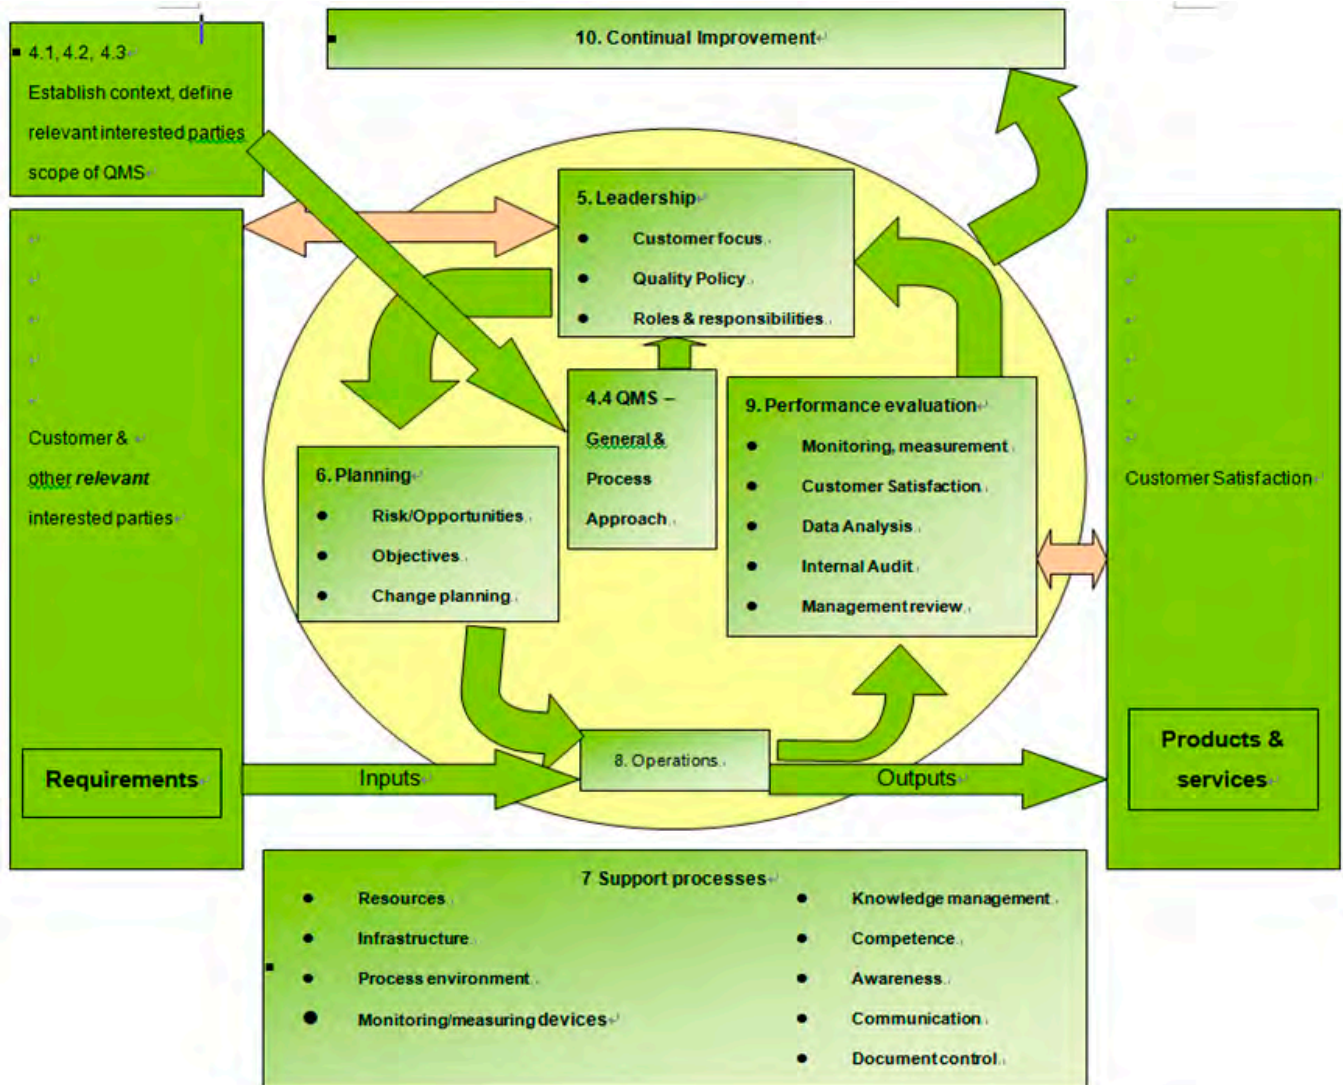 4.1, 4.2, 4.3
Establish context, define
relevant interested parties
scope of QMS
10. Continual Improvement
5. Leadership
● Customer focus
● Quality Policy
● Roles & responsibilities
4.4 QMS –
General &
Process
Approach
6. Planning
● Risk/Opportunities
● Objectives
● Change planning
9. Performance evaluation
● Monitoring, measurement
● Customer Satisfaction
● Data Analysis
● Internal Audit
● Management review
Customer &
other relevant
interested parties
Requirements
Inputs
8. Operations
Outputs
Customer Satisfaction
Products &
services
7 Support processes
● Resources
● Infrastructure
● Process environment
● Monitoring/measuring devices
● Knowledge management
● Competence
● Awareness
● Communication
● Document control